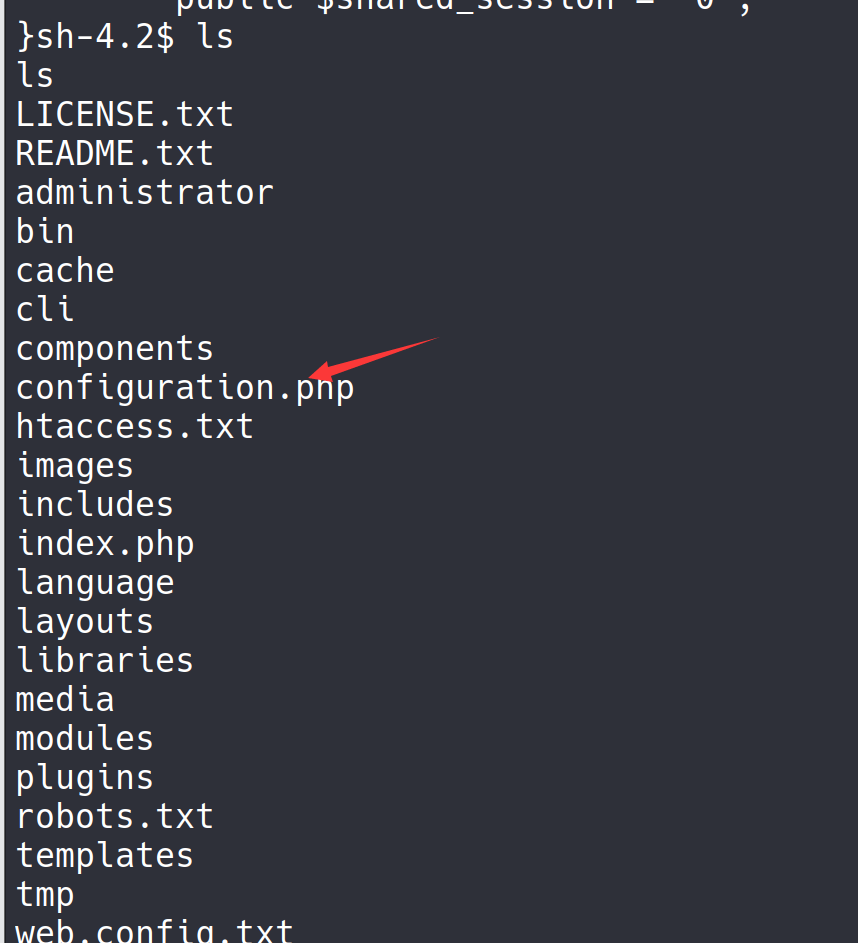 public $shared_session = '0';
}sh-4.2$ ls
ls
LICENSE.txt
README.txt
administrator
bin
cache
cli
components
configuration.php
htaccess.txt
images
includes
index.php
language
layouts
libraries
media
modules
plugins
robots.txt
templates
tmp
web.config.txt